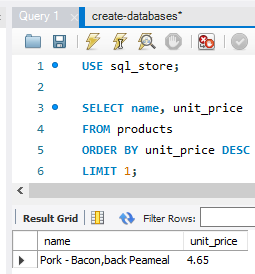 Query 1
create-databases*
1 USE sql_store;
2
3 SELECT name, unit_price
4 FROM products
5 ORDER BY unit_price DESC
6 LIMIT 1;
Result Grid Filter Rows:
name unit_price
Pork - Bacon,back Peameal 4.65